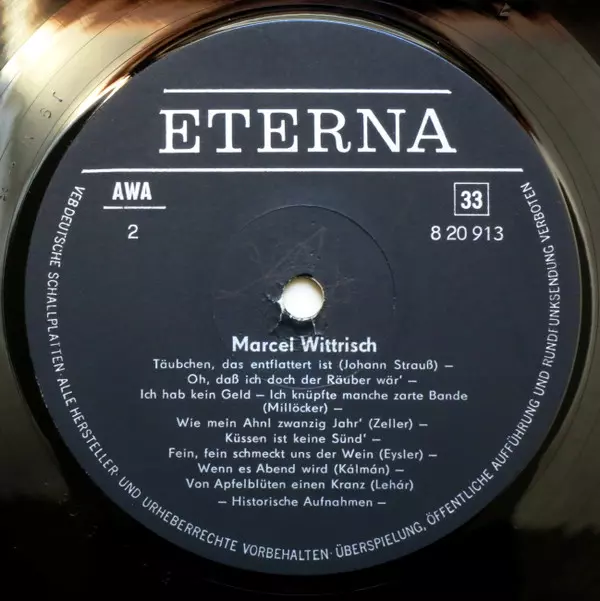 ETERNA
AWA
33
2
8 20 913
Marcel Wittrisch
Täubchen, das entflattert ist (Johann Strauß) –
Oh, daß ich doch der Räuber wär' –
Ich hab kein Geld – Ich knüpfte manche zarte Bande
(Millöcker) –
Wie mein Ahnl zwanzig Jahr' (Zeller) –
Küssen ist keine Sünd' –
Fein, fein schmeckt uns der Wein (Eysler) –
Wenn es Abend wird (Kálmán) –
Von Apfelblüten einen Kranz (Lehár)
– Historische Aufnahmen –
VEB DEUTSCHE SCHALLPLATTEN · ALLE HERSTELLER- UND URHEBERRECHTE VORBEHALTEN · ÜBERSPIELUNG, ÖFFENTLICHE AUFFÜHRUNG UND RUNDFUNKSENDUNG VERBOTEN